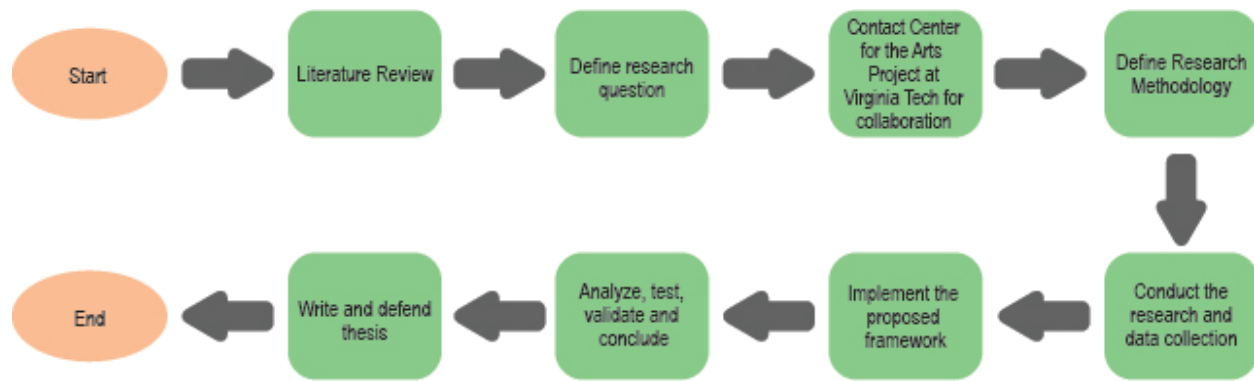 Start
Literature Review
Define research
question
Contact Center
for the Arts
Project at
Virginia Tech for
collaboration
Define Research
Methodology
Conduct the
research and
data collection
Implement the
proposed
framework
Analyze, test,
validate and
conclude
Write and defend
thesis
End